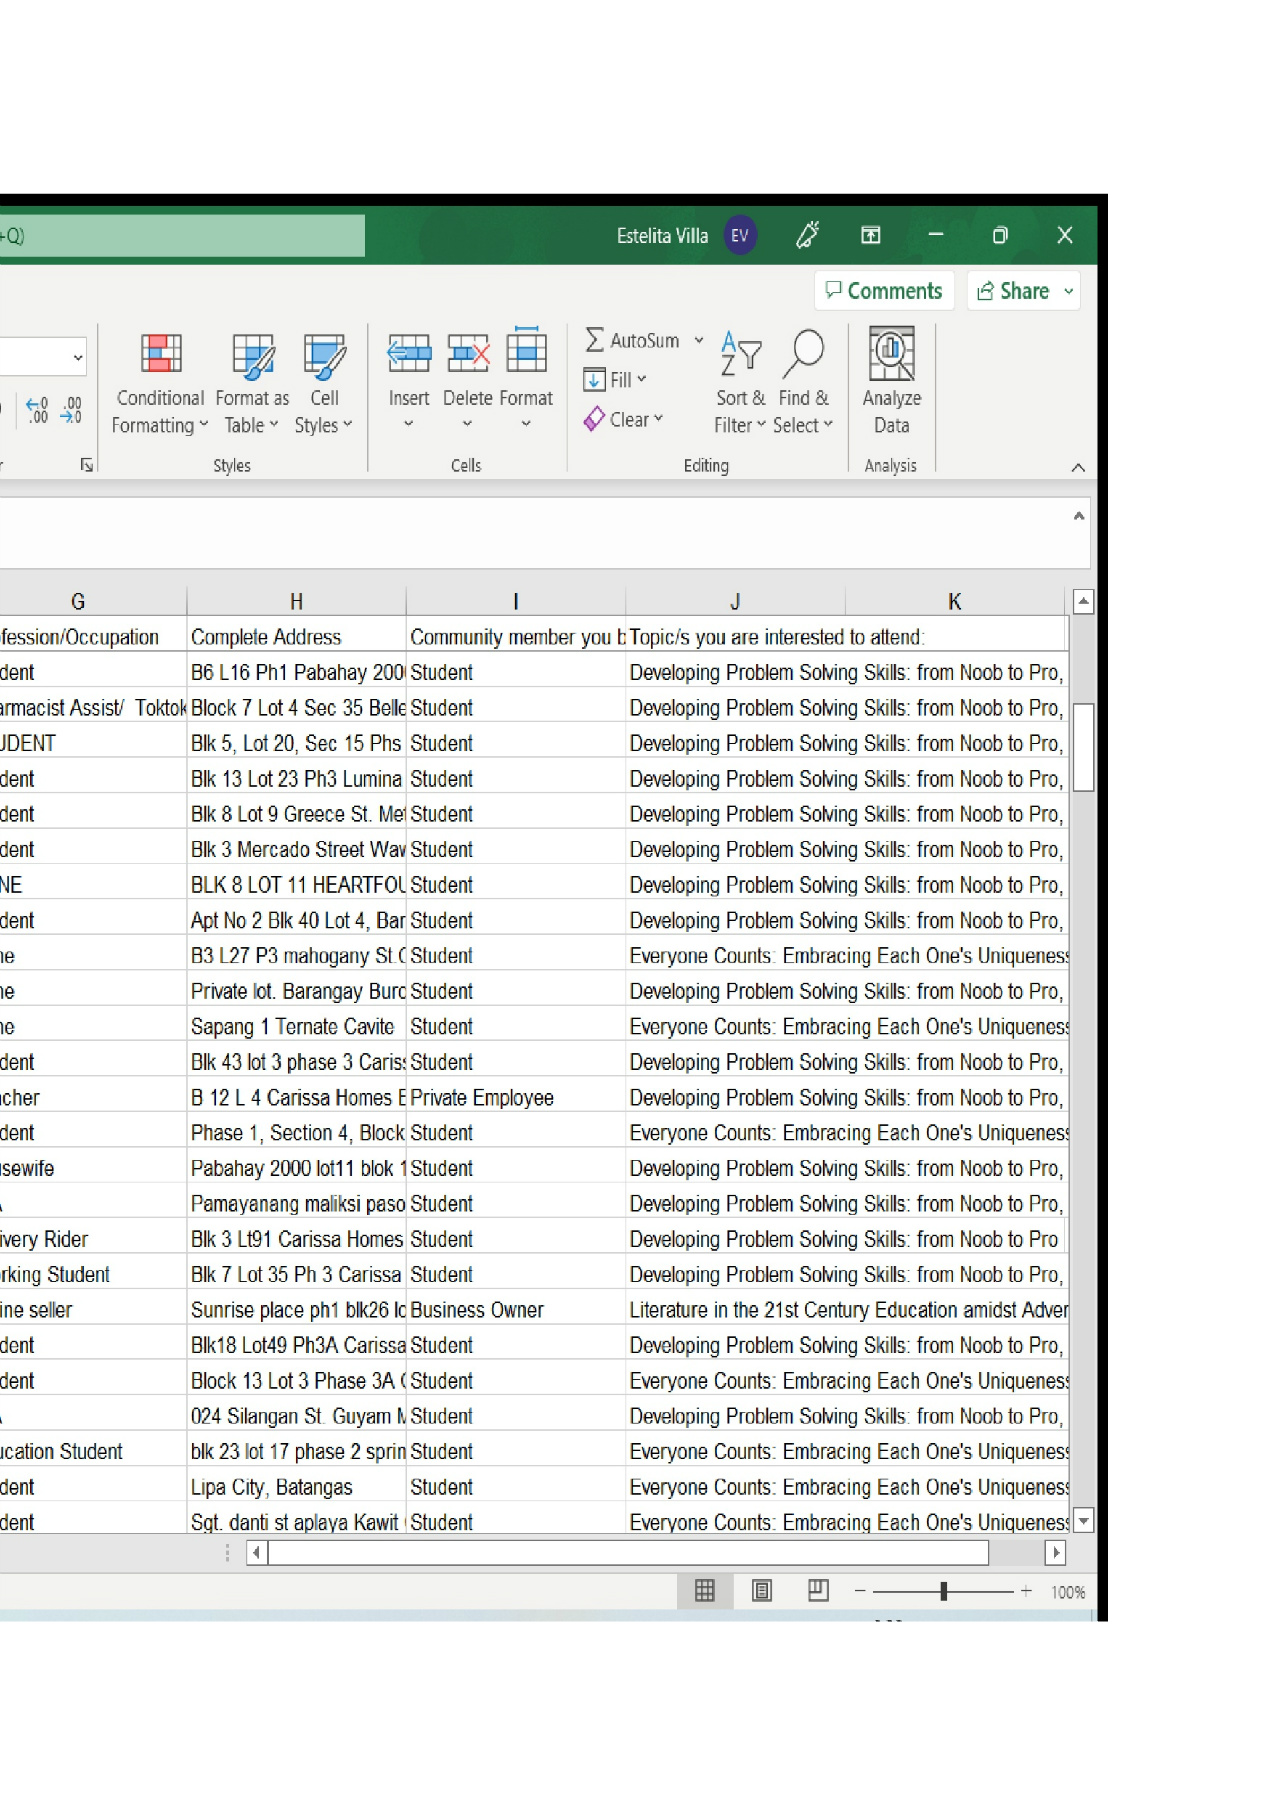 +Q) Estelita Villa EV
Comments Share
AutoSum
Fill
Clear
Conditional Formatting Format as Table Cell Styles Insert Delete Format Sort & Filter Find & Select Analyze Data
Styles Cells Editing Analysis
G H I J K
ofession/Occupation Complete Address Community member you b Topic/s you are interested to attend:
dent B6 L16 Ph1 Pabahay 200 Student Developing Problem Solving Skills: from Noob to Pro,
armacist Assist/ Toktok Block 7 Lot 4 Sec 35 Belle Student Developing Problem Solving Skills: from Noob to Pro,
UDENT Blk 5, Lot 20, Sec 15 Phs Student Developing Problem Solving Skills: from Noob to Pro,
dent Blk 13 Lot 23 Ph3 Lumina Student Developing Problem Solving Skills: from Noob to Pro,
dent Blk 8 Lot 9 Greece St. Met Student Developing Problem Solving Skills: from Noob to Pro,
dent Blk 3 Mercado Street Waw Student Developing Problem Solving Skills: from Noob to Pro,
NE BLK 8 LOT 11 HEARTFOU Student Developing Problem Solving Skills: from Noob to Pro,
dent Apt No 2 Blk 40 Lot 4, Bar Student Developing Problem Solving Skills: from Noob to Pro,
ne B3 L27 P3 mahogany St. Student Everyone Counts: Embracing Each One's Uniqueness
ne Private lot. Barangay Buro Student Developing Problem Solving Skills: from Noob to Pro,
ne Sapang 1 Ternate Cavite Student Everyone Counts: Embracing Each One's Uniqueness
dent Blk 43 lot 3 phase 3 Caris Student Developing Problem Solving Skills: from Noob to Pro,
acher B 12 L 4 Carissa Homes Private Employee Developing Problem Solving Skills: from Noob to Pro,
dent Phase 1, Section 4, Block Student Everyone Counts: Embracing Each One's Uniqueness
usewife Pabahay 2000 lot11 blok 1 Student Developing Problem Solving Skills: from Noob to Pro,
A Pamayanang maliksi paso Student Developing Problem Solving Skills: from Noob to Pro,
ivery Rider Blk 3 Lt91 Carissa Homes Student Developing Problem Solving Skills: from Noob to Pro
rking Student Blk 7 Lot 35 Ph 3 Carissa Student Developing Problem Solving Skills: from Noob to Pro,
ine seller Sunrise place ph1 blk26 lo Business Owner Literature in the 21st Century Education amidst Adver
dent Blk18 Lot49 Ph3A Carissa Student Developing Problem Solving Skills: from Noob to Pro,
dent Block 13 Lot 3 Phase 3A Student Everyone Counts: Embracing Each One's Uniqueness
A 024 Silangan St. Guyam M Student Developing Problem Solving Skills: from Noob to Pro,
ucation Student blk 23 lot 17 phase 2 sprin Student Everyone Counts: Embracing Each One's Uniqueness
dent Lipa City, Batangas Student Everyone Counts: Embracing Each One's Uniqueness
dent Sgt. danti st aplaya Kawit Student Everyone Counts: Embracing Each One's Uniqueness
100%